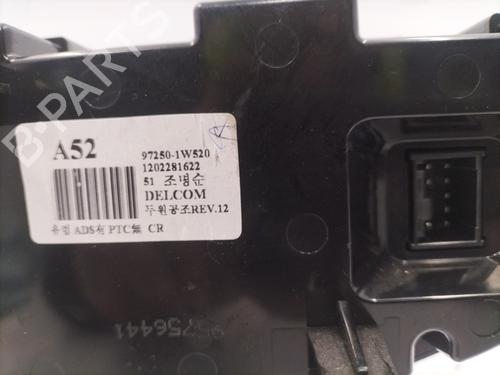 B-PARTS
A52
97250-1W520
1202281622
51 조명순
DELCOM
두원공조REV.12
유럽 ADS有 PTC無 CR
95756441